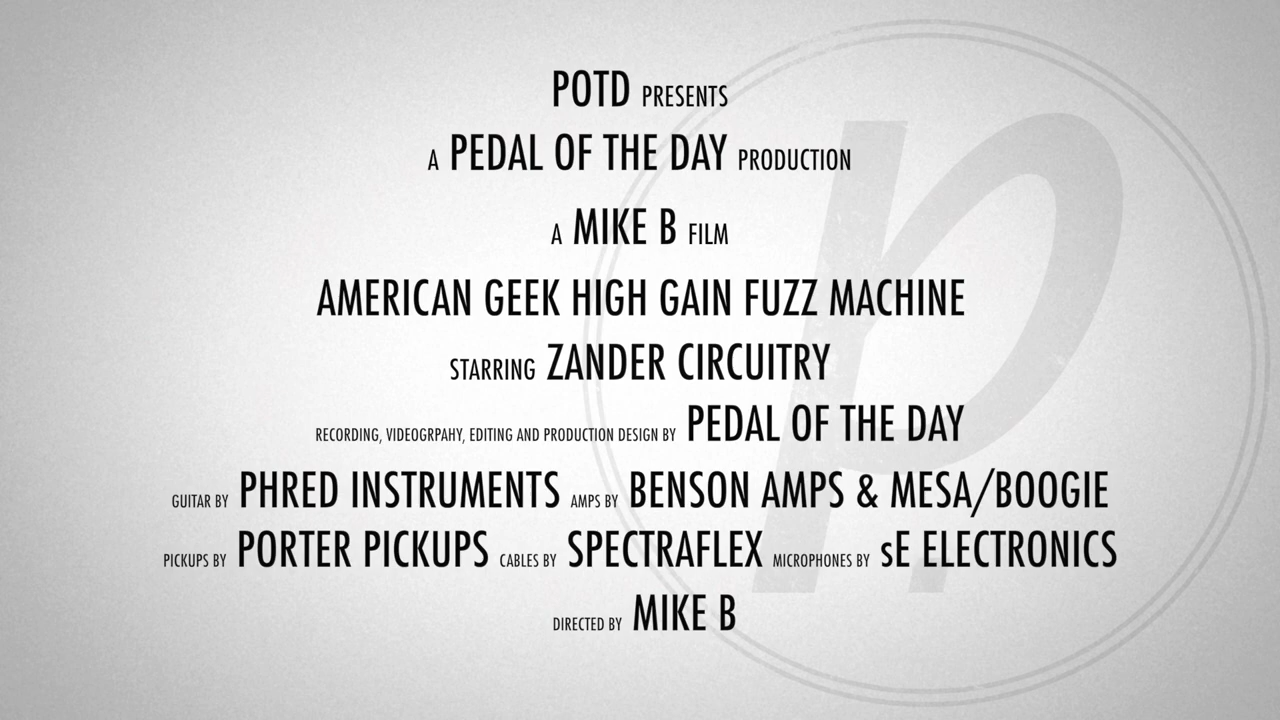 POTD PRESENTS
A PEDAL OF THE DAY PRODUCTION
A MIKE B FILM
AMERICAN GEEK HIGH GAIN FUZZ MACHINE
STARRING ZANDER CIRCUITRY
RECORDING, VIDEOGRPAHY, EDITING AND PRODUCTION DESIGN BY PEDAL OF THE DAY
GUITAR BY PHRED INSTRUMENTS AMPS BY BENSON AMPS & MESA/BOOGIE
PICKUPS BY PORTER PICKUPS CABLES BY SPECTRAFLEX MICROPHONES BY sE ELECTRONICS
DIRECTED BY MIKE B
p